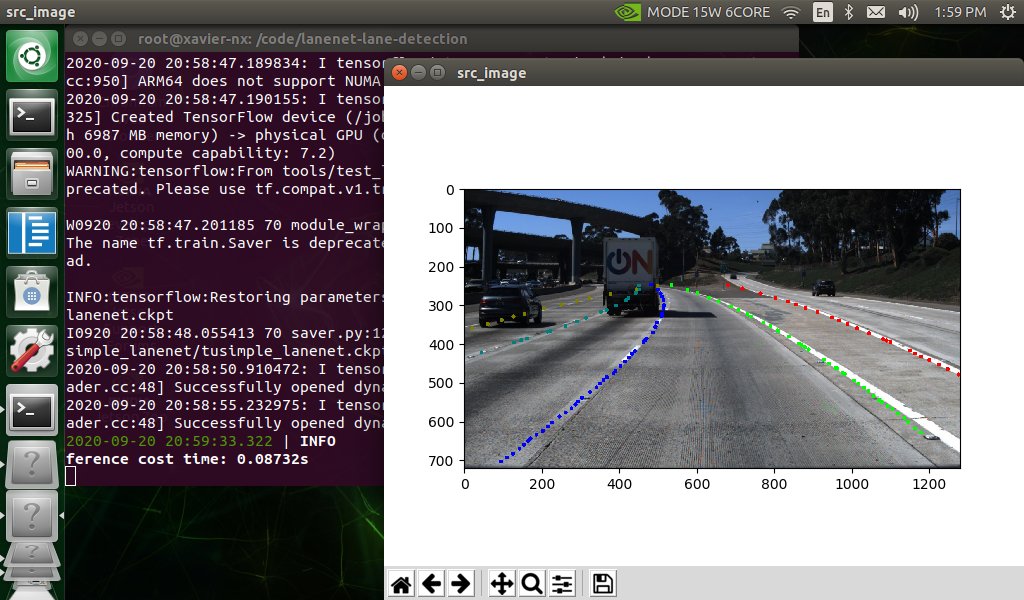 src_image
MODE 15W 6CORE
En
1:59 PM
root@xavier-nx: /code/lanenet-lane-detection
2020-09-20 20:58:47.189834: I tensor
cc:950] ARM64 does not support NUMA
2020-09-20 20:58:47.190155: I tensor
325] Created TensorFlow device (/jo
h 6987 MB memory) -> physical GPU (
00.0, compute capability: 7.2)
WARNING:tensorflow:From tools/test_
precated. Please use tf.compat.v1.t
W0920 20:58:47.201185 70 module_wrap
The name tf.train.Saver is deprecate
ad.
INFO:tensorflow:Restoring parameters
lanenet.ckpt
I0920 20:58:48.055413 70 saver.py:12
simple_lanenet/tusimple_lanenet.ckpt
2020-09-20 20:58:50.910472: I tensor
ader.cc:48] Successfully opened dyna
2020-09-20 20:58:55.232975: I tensor
ader.cc:48] Successfully opened dyna
2020-09-20 20:59:33.322 | INFO
ference cost time: 0.08732s
src_image
0
100
200
300
400
500
600
700
ON
0 200 400 600 800 1000 1200